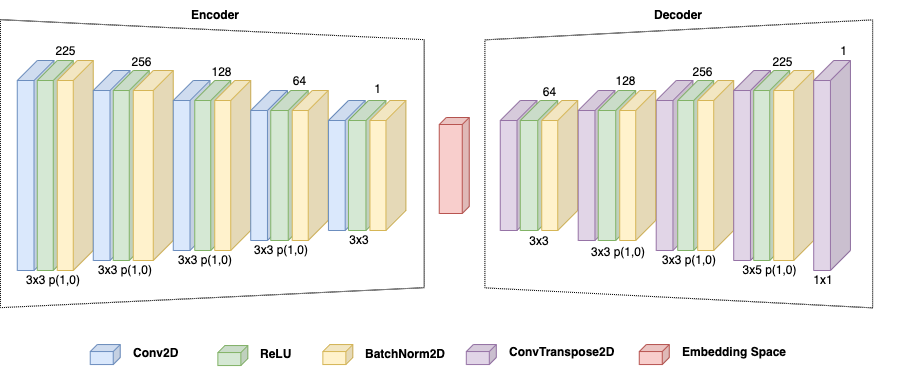 Encoder
Decoder
225
256
128
64
1
64
128
256
225
1
3x3 p(1,0)
3x3 p(1,0)
3x3 p(1,0)
3x3 p(1,0)
3x3
3x3
3x3 p(1,0)
3x3 p(1,0)
3x5 p(1,0)
1x1
Conv2D
ReLU
BatchNorm2D
ConvTranspose2D
Embedding Space